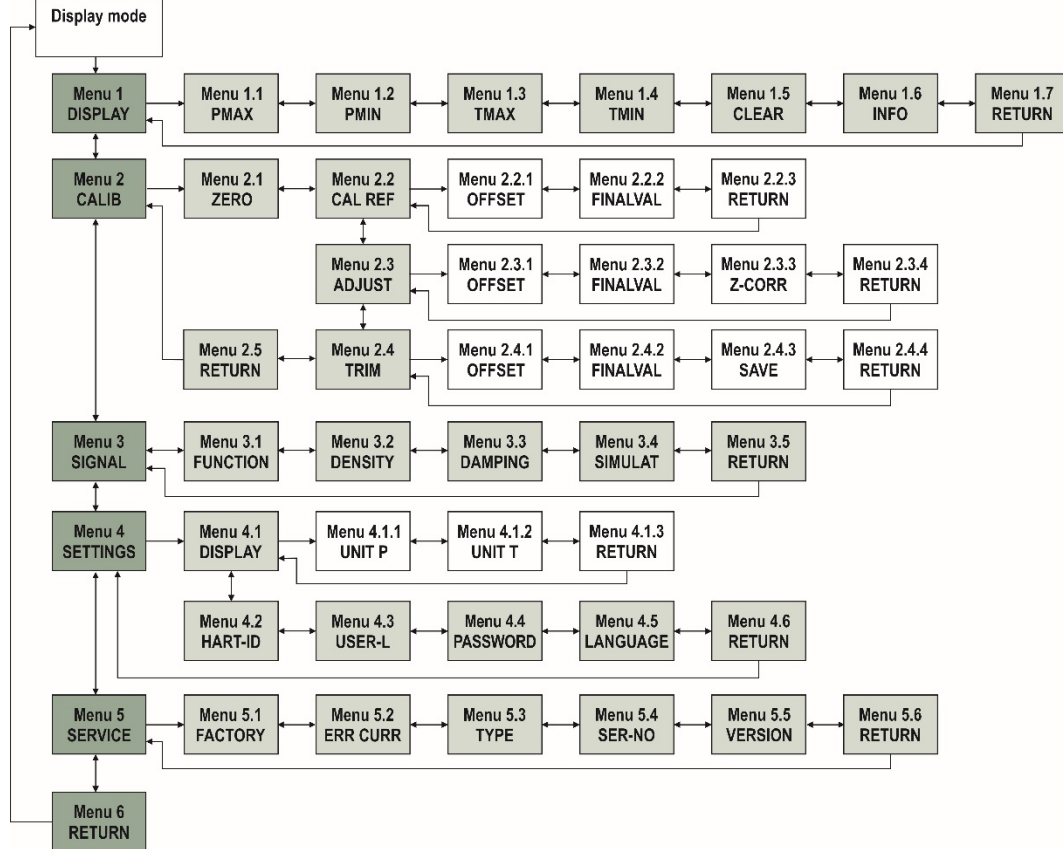 Display mode
Menu 1
DISPLAY
Menu 1.1
PMAX
Menu 1.2
PMIN
Menu 1.3
TMAX
Menu 1.4
TMIN
Menu 1.5
CLEAR
Menu 1.6
INFO
Menu 1.7
RETURN
Menu 2
CALIB
Menu 2.1
ZERO
Menu 2.2
CAL REF
Menu 2.2.1
OFFSET
Menu 2.2.2
FINALVAL
Menu 2.2.3
RETURN
Menu 2.3
ADJUST
Menu 2.3.1
OFFSET
Menu 2.3.2
FINALVAL
Menu 2.3.3
Z-CORR
Menu 2.3.4
RETURN
Menu 2.5
RETURN
Menu 2.4
TRIM
Menu 2.4.1
OFFSET
Menu 2.4.2
FINALVAL
Menu 2.4.3
SAVE
Menu 2.4.4
RETURN
Menu 3
SIGNAL
Menu 3.1
FUNCTION
Menu 3.2
DENSITY
Menu 3.3
DAMPING
Menu 3.4
SIMULAT
Menu 3.5
RETURN
Menu 4
SETTINGS
Menu 4.1
DISPLAY
Menu 4.1.1
UNIT P
Menu 4.1.2
UNIT T
Menu 4.1.3
RETURN
Menu 4.2
HART-ID
Menu 4.3
USER-L
Menu 4.4
PASSWORD
Menu 4.5
LANGUAGE
Menu 4.6
RETURN
Menu 5
SERVICE
Menu 5.1
FACTORY
Menu 5.2
ERR CURR
Menu 5.3
TYPE
Menu 5.4
SER-NO
Menu 5.5
VERSION
Menu 5.6
RETURN
Menu 6
RETURN